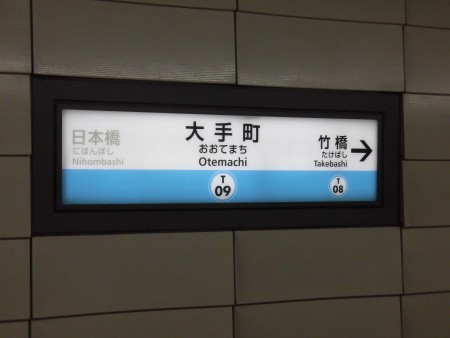 日本橋
にほんばし
Nihombashi
大手町
おおてまち
Otemachi
T
09
竹橋
たけばし
Takebashi
T
08